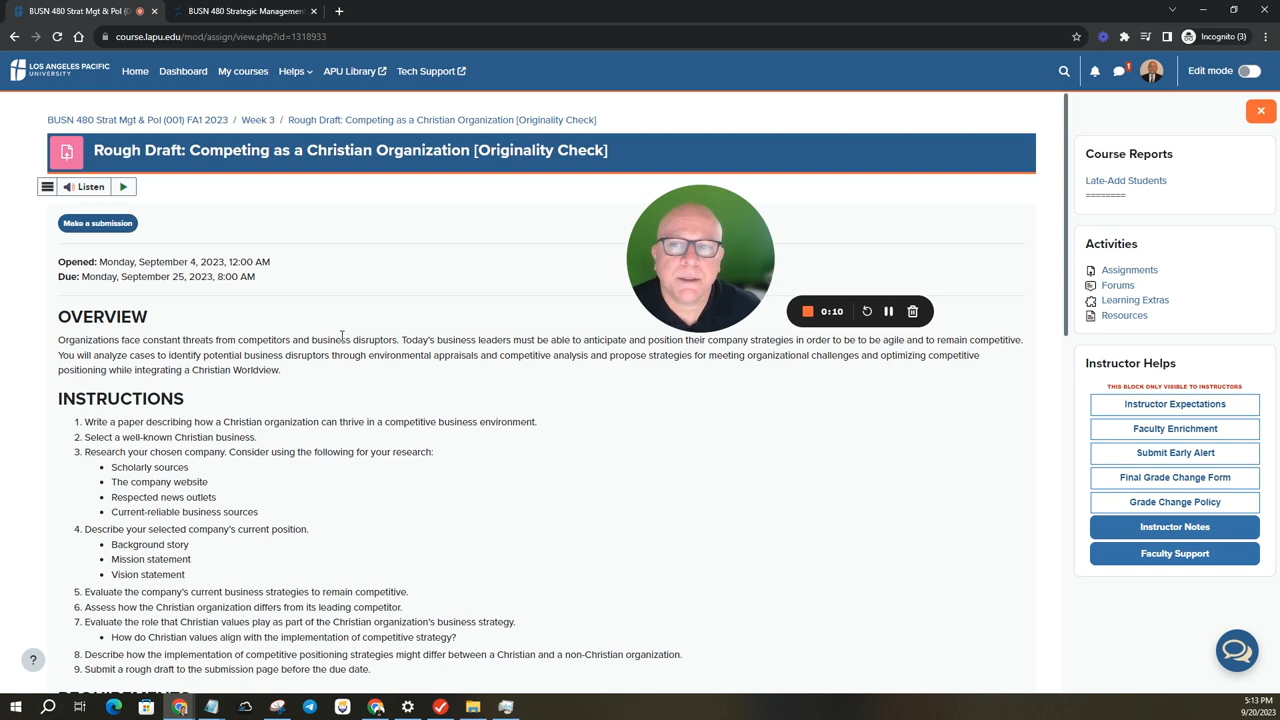 BUSN 480 Strat Mgt & Pol (0
BUSN 480 Strategic Managemen
course.lapu.edu/mod/assign/view.php?id=1318933
Incognito (3)
LOS ANGELES PACIFIC
UNIVERSITY
Home
Dashboard
My courses
Helps
APU Library
Tech Support
1
Edit mode
BUSN 480 Strat Mgt & Pol (001) FA1 2023 / Week 3 / Rough Draft: Competing as a Christian Organization [Originality Check]
Rough Draft: Competing as a Christian Organization [Originality Check]
Listen
Make a submission
Opened: Monday, September 4, 2023, 12:00 AM
Due: Monday, September 25, 2023, 8:00 AM
0:10
OVERVIEW
Organizations face constant threats from competitors and business disruptors. Today's business leaders must be able to anticipate and position their company strategies in order to be to be agile and to remain competitive.
You will analyze cases to identify potential business disruptors through environmental appraisals and competitive analysis and propose strategies for meeting organizational challenges and optimizing competitive
positioning while integrating a Christian Worldview.
INSTRUCTIONS
1. Write a paper describing how a Christian organization can thrive in a competitive business environment.
2. Select a well-known Christian business.
3. Research your chosen company. Consider using the following for your research:
• Scholarly sources
• The company website
• Respected news outlets
• Current-reliable business sources
4. Describe your selected company's current position.
• Background story
• Mission statement
• Vision statement
5. Evaluate the company's current business strategies to remain competitive.
6. Assess how the Christian organization differs from its leading competitor.
7. Evaluate the role that Christian values play as part of the Christian organization's business strategy.
• How do Christian values align with the implementation of competitive strategy?
8. Describe how the implementation of competitive positioning strategies might differ between a Christian and a non-Christian organization.
9. Submit a rough draft to the submission page before the due date.
REQUIREMENTS
Course Reports
Late-Add Students
========
Activities
Assignments
Forums
Learning Extras
Resources
Instructor Helps
THIS BLOCK ONLY VISIBLE TO INSTRUCTORS
Instructor Expectations
Faculty Enrichment
Submit Early Alert
Final Grade Change Form
Grade Change Policy
Instructor Notes
Faculty Support
?
5:13 PM
9/20/2023